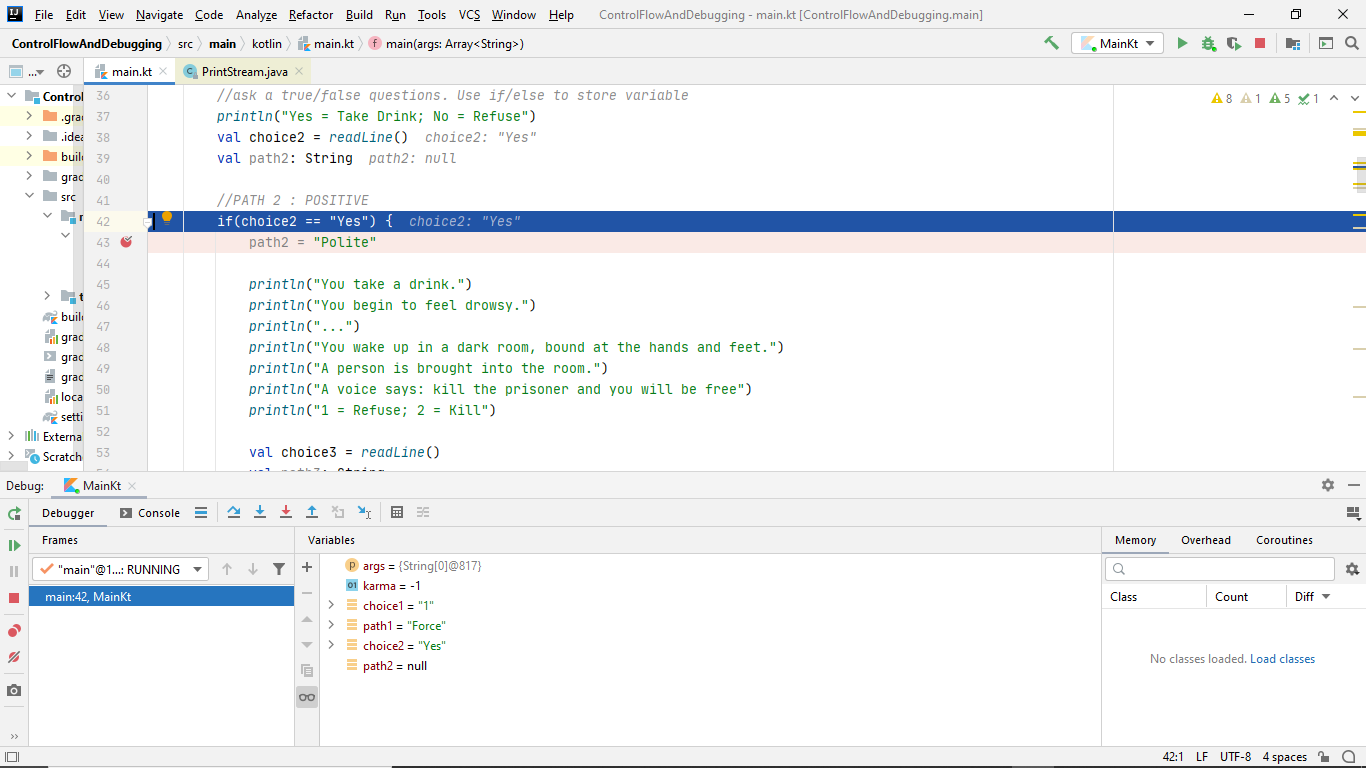 File Edit View Navigate Code Analyze Refactor Build Run Tools VCS Window Help ControlFlowAndDebugging - main.kt [ControlFlowAndDebugging.main]
ControlFlowAndDebugging src main kotlin main.kt main(args: Array<String>) MainKt
... main.kt PrintStream.java
Control
.gra
.idea
buil
grad
src
buil
grad
grad
grad
loca
setti
Externa
Scratch
8 1 5 1
36 //ask a true/false questions. Use if/else to store variable
37 println("Yes = Take Drink; No = Refuse")
38 val choice2 = readLine() choice2: "Yes"
39 val path2: String path2: null
40
41 //PATH 2 : POSITIVE
42 if(choice2 == "Yes") { choice2: "Yes"
43 path2 = "Polite"
44
45 println("You take a drink.")
46 println("You begin to feel drowsy.")
47 println("...")
48 println("You wake up in a dark room, bound at the hands and feet.")
49 println("A person is brought into the room.")
50 println("A voice says: kill the prisoner and you will be free")
51 println("1 = Refuse; 2 = Kill")
52
53 val choice3 = readLine()
Debug: MainKt
Debugger Console
Frames
"main"@1...: RUNNING
main:42, MainKt
Variables
args = {String[0]@817}
karma = -1
choice1 = "1"
path1 = "Force"
choice2 = "Yes"
path2 = null
Memory Overhead Coroutines
Class Count Diff
No classes loaded. Load classes
42:1 LF UTF-8 4 spaces